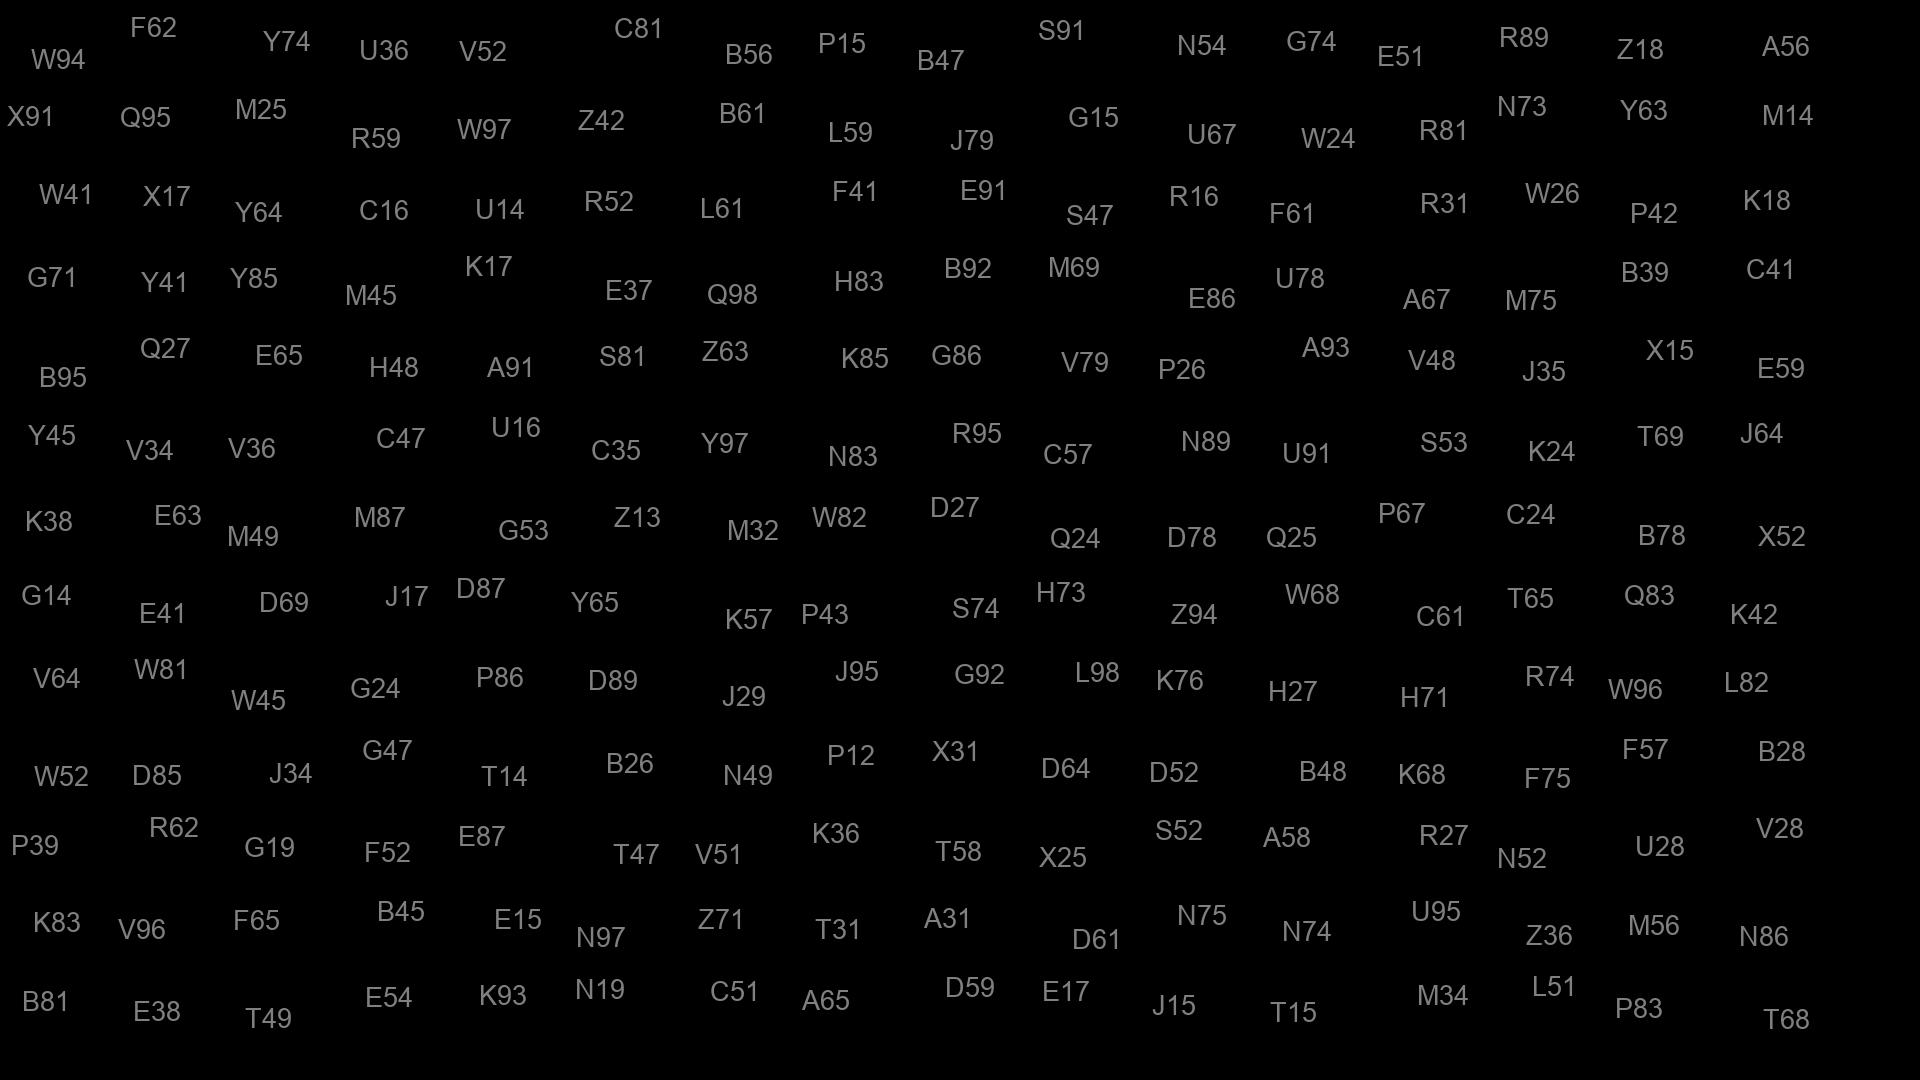 W94 F62 Y74 U36 V52 C81 B56 P15 B47 S91 N54 G74 E51 R89 Z18 A56
X91 Q95 M25 R59 W97 Z42 B61 L59 J79 G15 U67 W24 R81 N73 Y63 M14
W41 X17 Y64 C16 U14 R52 L61 F41 E91 S47 R16 F61 R31 W26 P42 K18
G71 Y41 Y85 M45 K17 E37 Q98 H83 B92 M69 E86 U78 A67 M75 B39 C41
B95 Q27 E65 H48 A91 S81 Z63 K85 G86 V79 P26 A93 V48 J35 X15 E59
Y45 V34 V36 C47 U16 C35 Y97 N83 R95 C57 N89 U91 S53 K24 T69 J64
K38 E63 M49 M87 G53 Z13 M32 W82 D27 Q24 D78 Q25 P67 C24 B78 X52
G14 E41 D69 J17 D87 Y65 K57 P43 S74 H73 Z94 W68 C61 T65 Q83 K42
V64 W81 W45 G24 P86 D89 J29 J95 G92 L98 K76 H27 H71 R74 W96 L82
W52 D85 J34 G47 T14 B26 N49 P12 X31 D64 D52 B48 K68 F75 F57 B28
P39 R62 G19 F52 E87 T47 V51 K36 T58 X25 S52 A58 R27 N52 U28 V28
K83 V96 F65 B45 E15 N97 Z71 T31 A31 D61 N75 N74 U95 Z36 M56 N86
B81 E38 T49 E54 K93 N19 C51 A65 D59 E17 J15 T15 M34 L51 P83 T68